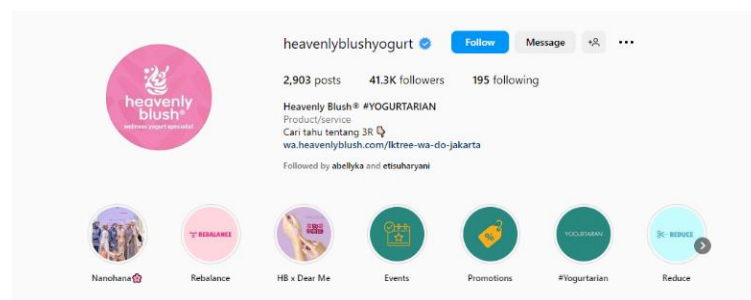 heavenlyblushyogurt
Follow
Message
2,903 posts 41.3K followers 195 following
heavenly
blush®
wellness yogurt specialist
Heavenly Blush® #YOGURTARIAN
Product/service
Cari tahu tentang 3R
wa.heavenlyblush.com/lktree-wa-do-jakarta
Followed by abellyka and etisuharyani
REBALANCE
YOGURTARIAN
REDUCE
Nanohana
Rebalance
HB x Dear Me
Events
Promotions
#Yogurtarian
Reduce